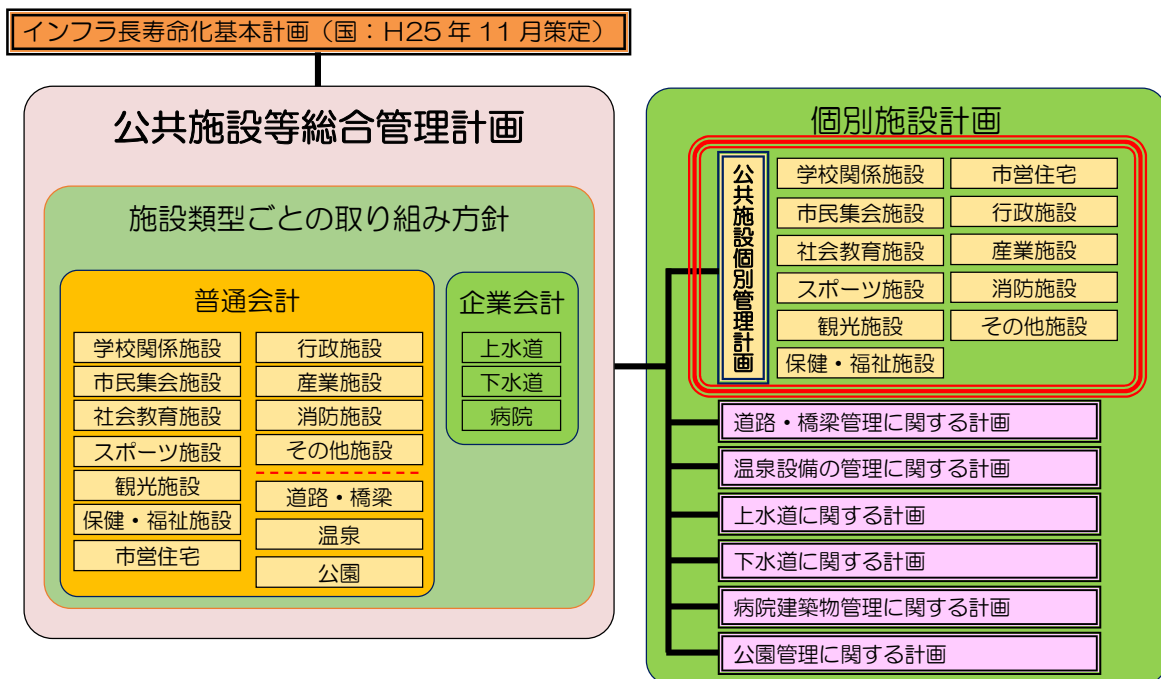 インフラ長寿命化基本計画（国：H25年11月策定）
公共施設等総合管理計画
施設類型ごとの取り組み方針
普通会計
学校関係施設
市民集会施設
社会教育施設
スポーツ施設
観光施設
保健・福祉施設
市営住宅
行政施設
産業施設
消防施設
その他施設
道路・橋梁
温泉
公園
企業会計
上水道
下水道
病院
個別施設計画
公共施設個別管理計画
学校関係施設
市民集会施設
社会教育施設
スポーツ施設
観光施設
保健・福祉施設
市営住宅
行政施設
産業施設
消防施設
その他施設
道路・橋梁管理に関する計画
温泉設備の管理に関する計画
上水道に関する計画
下水道に関する計画
病院建築物管理に関する計画
公園管理に関する計画